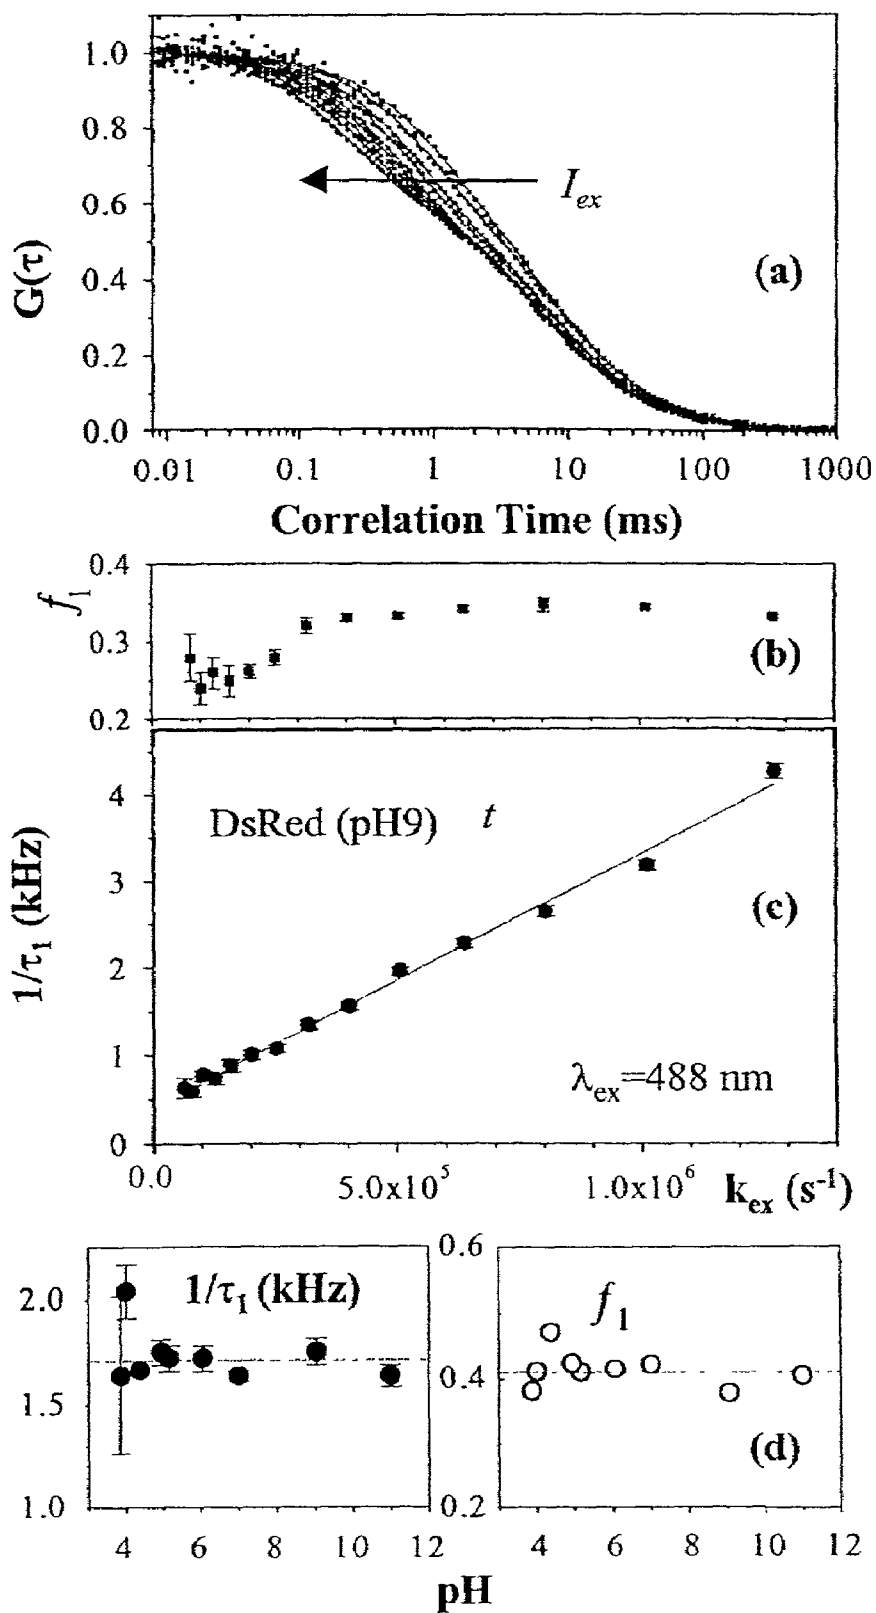 1.0
0.8
0.6
0.4
0.2
0.0
G(τ)
I_ex
(a)
0.01 0.1 1 10 100 1000
Correlation Time (ms)
0.4
0.3
0.2
f_1
(b)
4
3
2
1
0
1/τ_1 (kHz)
DsRed (pH9) t
(c)
λ_ex=488 nm
0.0 5.0x10^5 1.0x10^6 k_ex (s^-1)
2.0
1.5
1.0
1/τ_1 (kHz)
4 6 8 10 12
0.6
0.4
0.2
f_1
(d)
4 6 8 10 12
pH